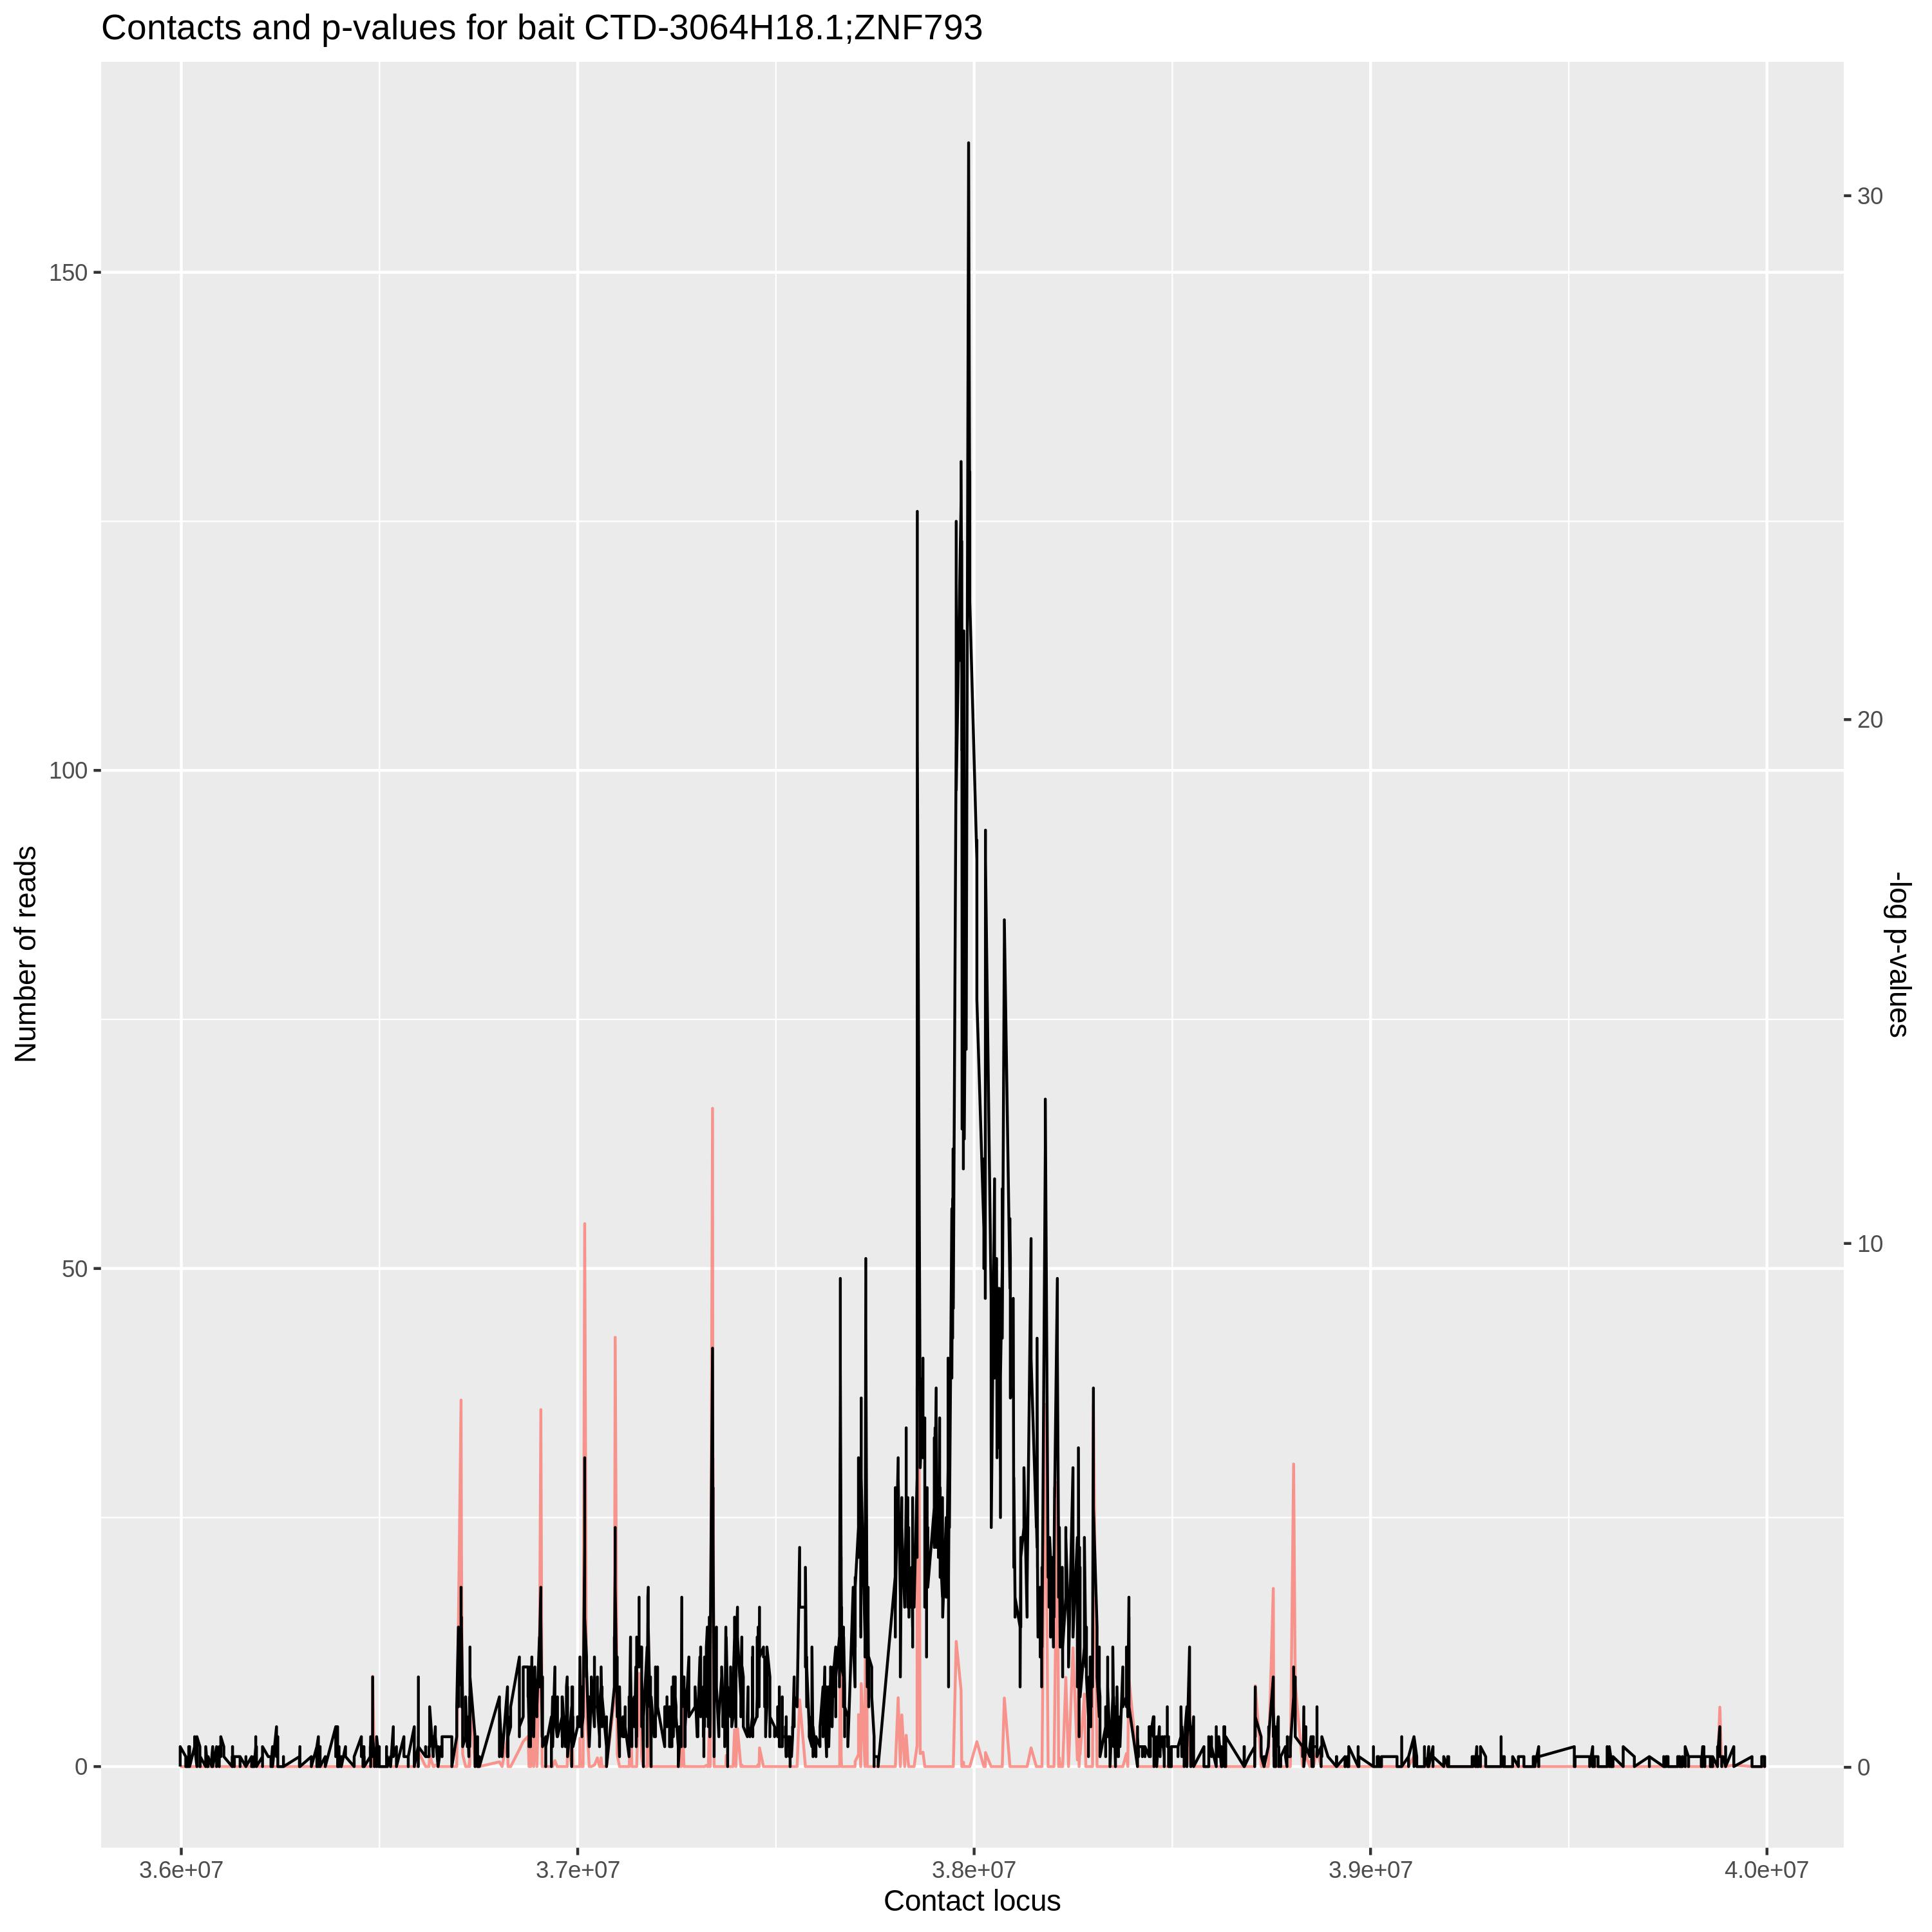 Contacts and p-values for bait CTD-3064H18.1;ZNF793
150
100
50
0
30
20
10
0
Number of reads
-log p-values
3.6e+07 3.7e+07 3.8e+07 3.9e+07 4.0e+07
Contact locus